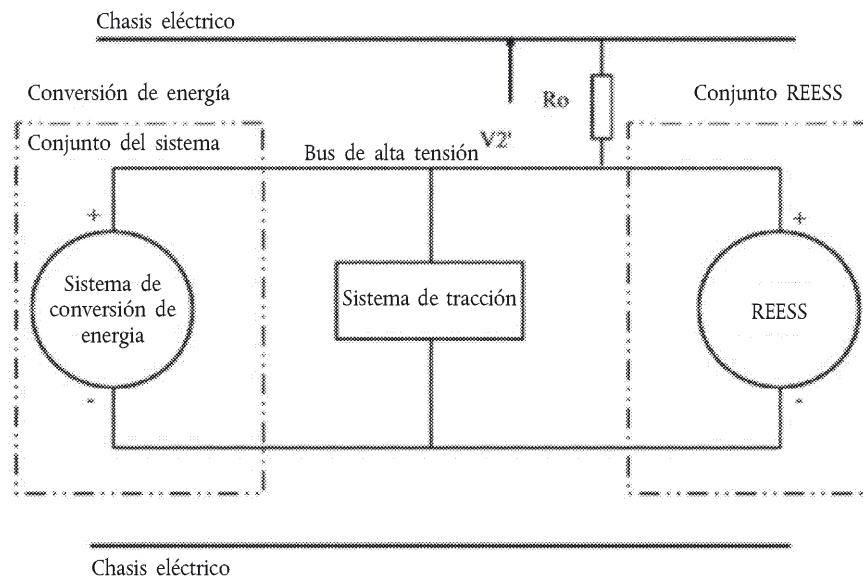 Chasis eléctrico
Conversión de energía
Ro
Conjunto REESS
Conjunto del sistema
Bus de alta tensión
V2'
+
+
Sistema de
conversión de
energia
Sistema de tracción
REESS
-
-
Chasis eléctrico